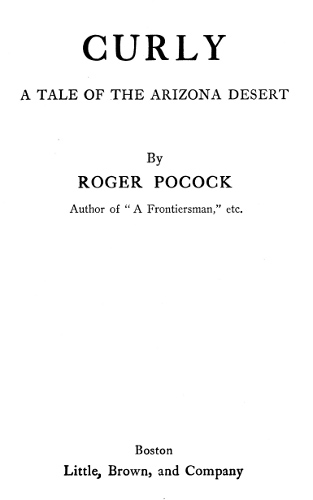 CURLY
A TALE OF THE ARIZONA DESERT
By
ROGER POCOCK
Author of "A Frontiersman," etc.
Boston
Little, Brown, and Company